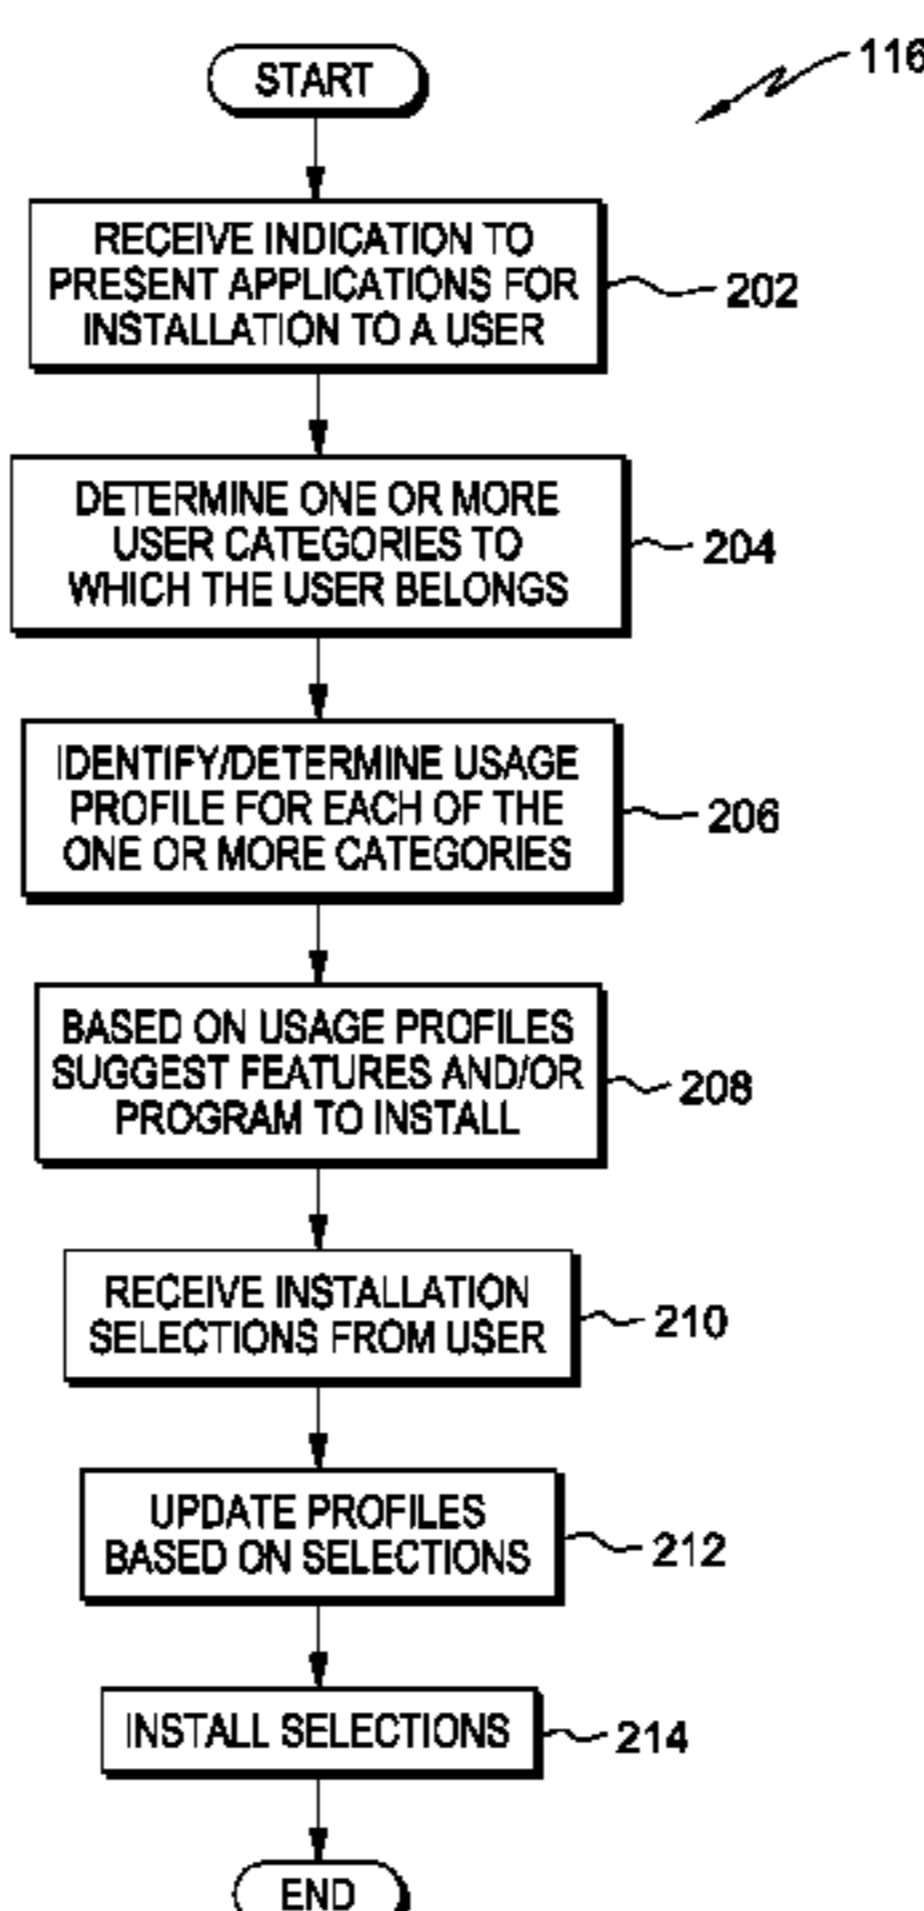 START
116
RECEIVE INDICATION TO
PRESENT APPLICATIONS FOR
INSTALLATION TO A USER
202
DETERMINE ONE OR MORE
USER CATEGORIES TO
WHICH THE USER BELONGS
204
IDENTIFY/DETERMINE USAGE
PROFILE FOR EACH OF THE
ONE OR MORE CATEGORIES
206
BASED ON USAGE PROFILES
SUGGEST FEATURES AND/OR
PROGRAM TO INSTALL
208
RECEIVE INSTALLATION
SELECTIONS FROM USER
210
UPDATE PROFILES
BASED ON SELECTIONS
212
INSTALL SELECTIONS
214
END